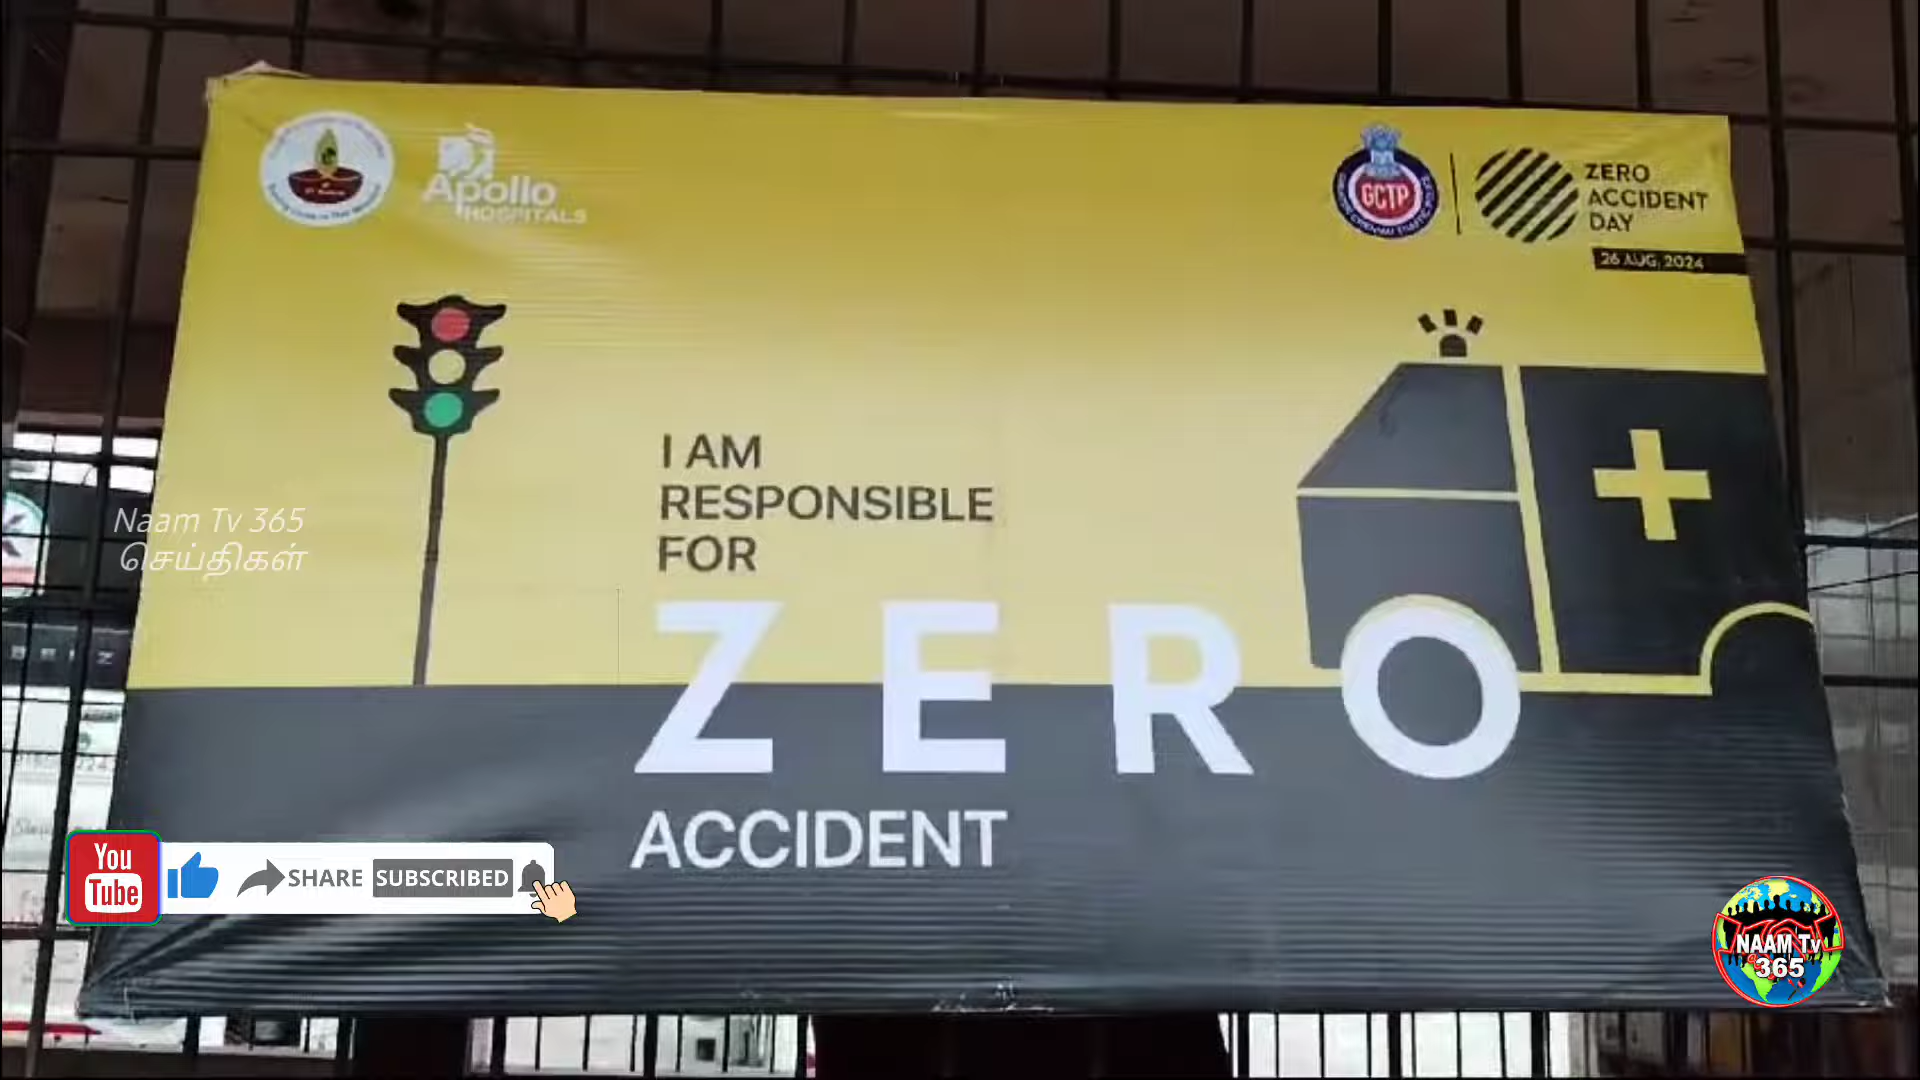 Apollo
HOSPITALS
GCTP
ZERO
ACCIDENT
DAY
26 AUG, 2024
I AM
RESPONSIBLE
FOR
ZERO
ACCIDENT
Naam Tv 365
செய்திகள்
You
Tube
SHARE
SUBSCRIBED
NAAM Tv
365